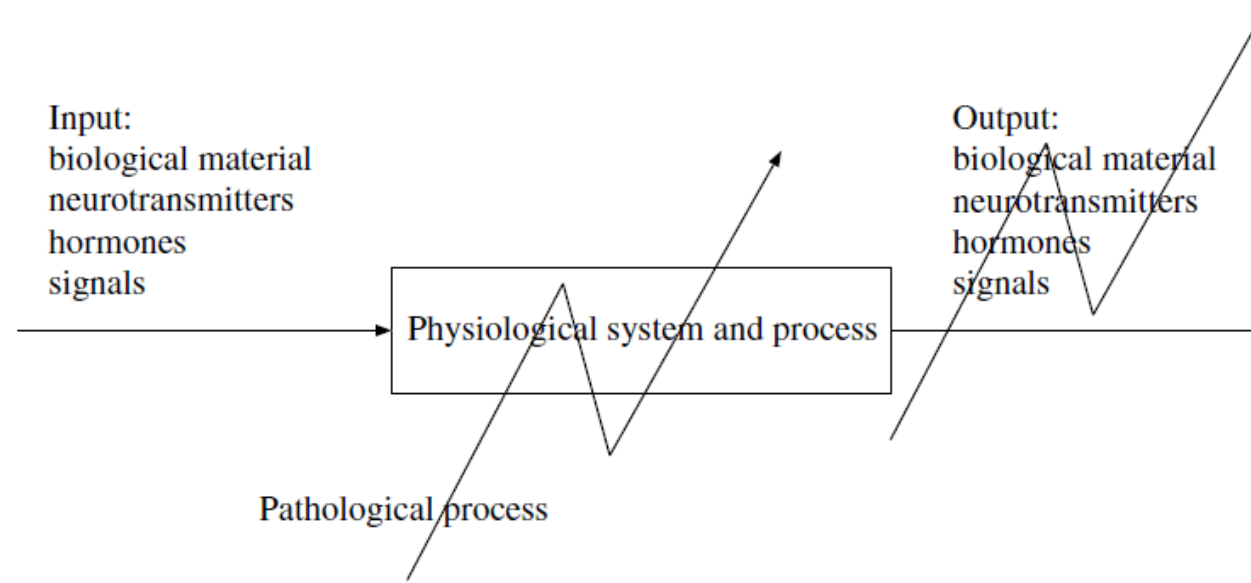 Input:
biological material
neurotransmitters
hormones
signals
Physiological system and process
Pathological process
Output:
biological material
neurotransmitters
hormones
signals